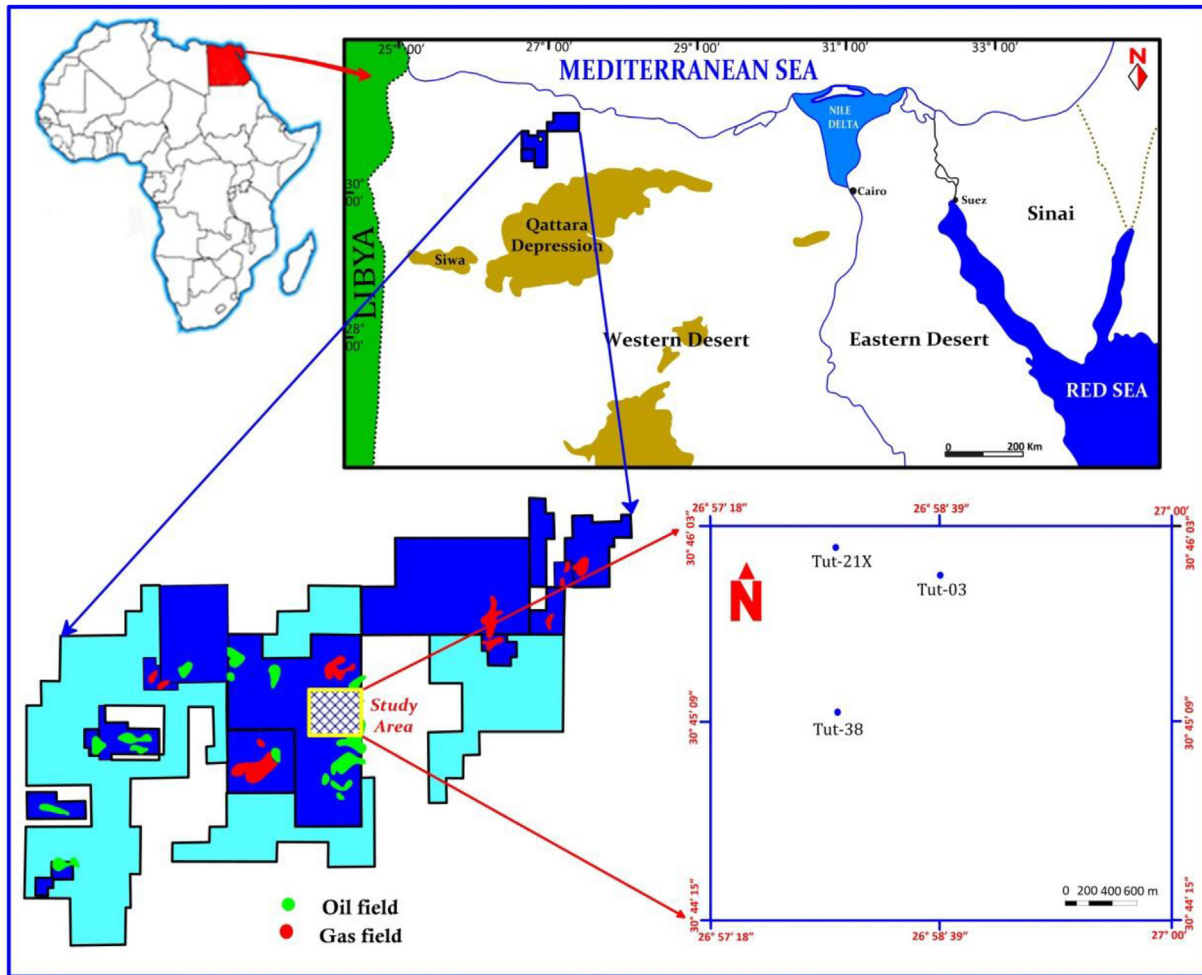 25° 00′
27° 00′
29° 00′
31° 00′
33° 00′
N
MEDITERRANEAN SEA
NILE
DELTA
30°
00′
Cairo
Suez
Sinai
Qattara
Depression
Siwa
LIBYA
28°
00′
Western Desert
Eastern Desert
RED SEA
0 200 Km
26° 57′ 18″
26° 58′ 39″
27° 00′
30° 46′ 03″
30° 46′ 03″
Tut-21X
Tut-03
N
Study
Area
30° 45′ 09″
30° 45′ 09″
Tut-38
0 200 400 600 m
30° 44′ 15″
30° 44′ 15″
Oil field
Gas field
26° 57′ 18″
26° 58′ 39″
27° 00′